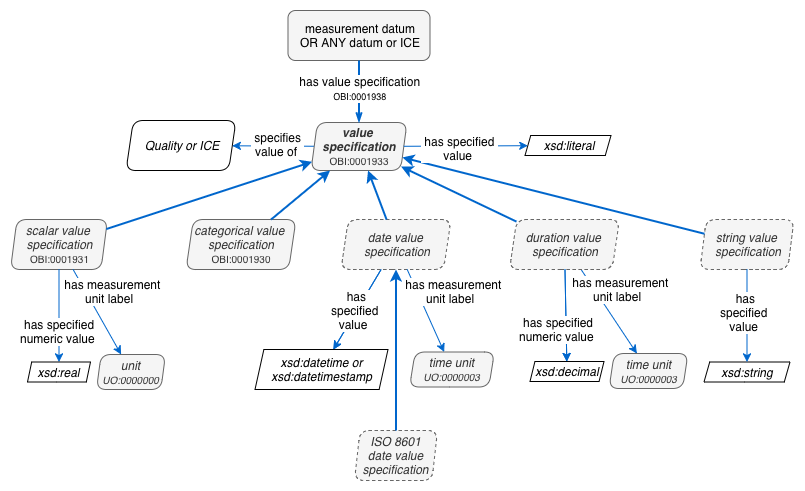 measurement datum
OR ANY datum or ICE
has value specification
OBI:0001938
Quality or ICE
specifies
value of
value
specification
OBI:0001933
has specified
value
xsd:literal
scalar value
specification
OBI:0001931
categorical value
specification
OBI:0001930
date value
specification
duration value
specification
string value
specification
has measurement
unit label
has specified
numeric value
has specified
value
has measurement
unit label
has measurement
unit label
has specified
numeric value
has
specified
value
xsd:real
unit
UO:0000000
xsd:datetime or
xsd:datetimestamp
time unit
UO:0000003
xsd:decimal
time unit
UO:0000003
xsd:string
ISO 8601
date value
specification